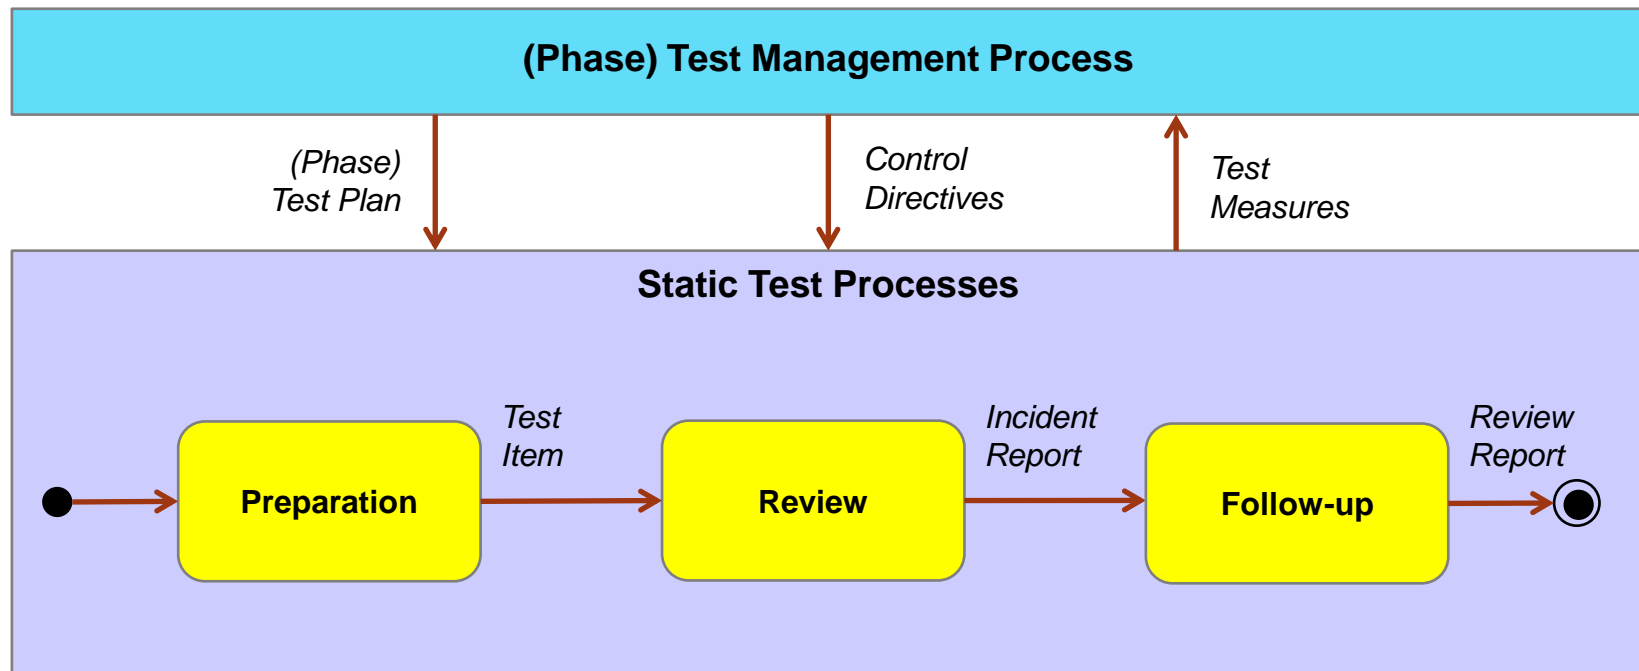 (Phase) Test Management Process
(Phase)
Test Plan
Control
Directives
Test
Measures
Static Test Processes
Test
Item
Incident
Report
Review
Report
Preparation
Review
Follow-up